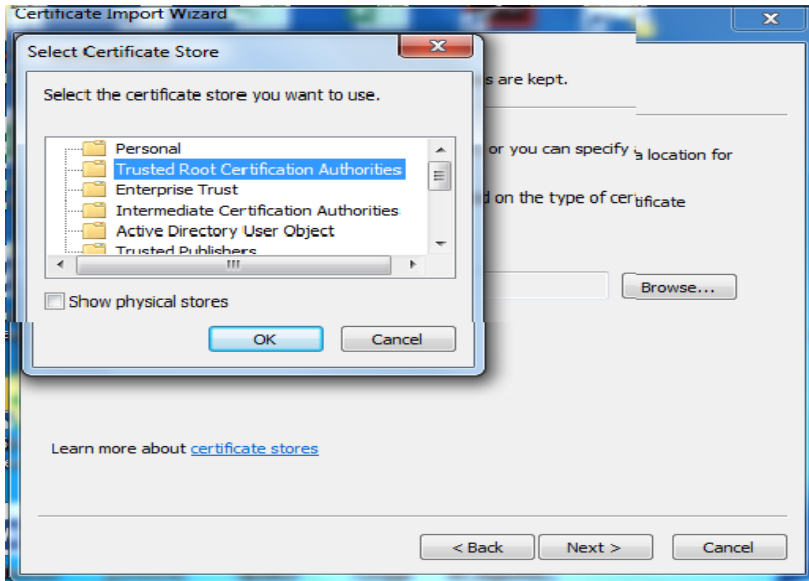 Certificate Import Wizard
Select Certificate Store
Select the certificate store you want to use.
Personal
Trusted Root Certification Authorities
Enterprise Trust
Intermediate Certification Authorities
Active Directory User Object
Trusted Publishers
Show physical stores
OK Cancel
s are kept.
or you can specify a location for
d on the type of certificate
Browse...
Learn more about certificate stores
< Back Next > Cancel